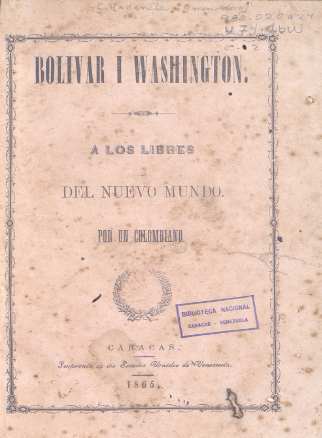 BOLIVAR I WASHINGTON.
A LOS LIBRES
DEL NUEVO MUNDO.
POR UN COLOMBIANO.
BIBLIOTECA NACIONAL
CARACAS - VENEZUELA
CARACAS.
Imprenta de los Estados Unidos de Venezuela.
1865.